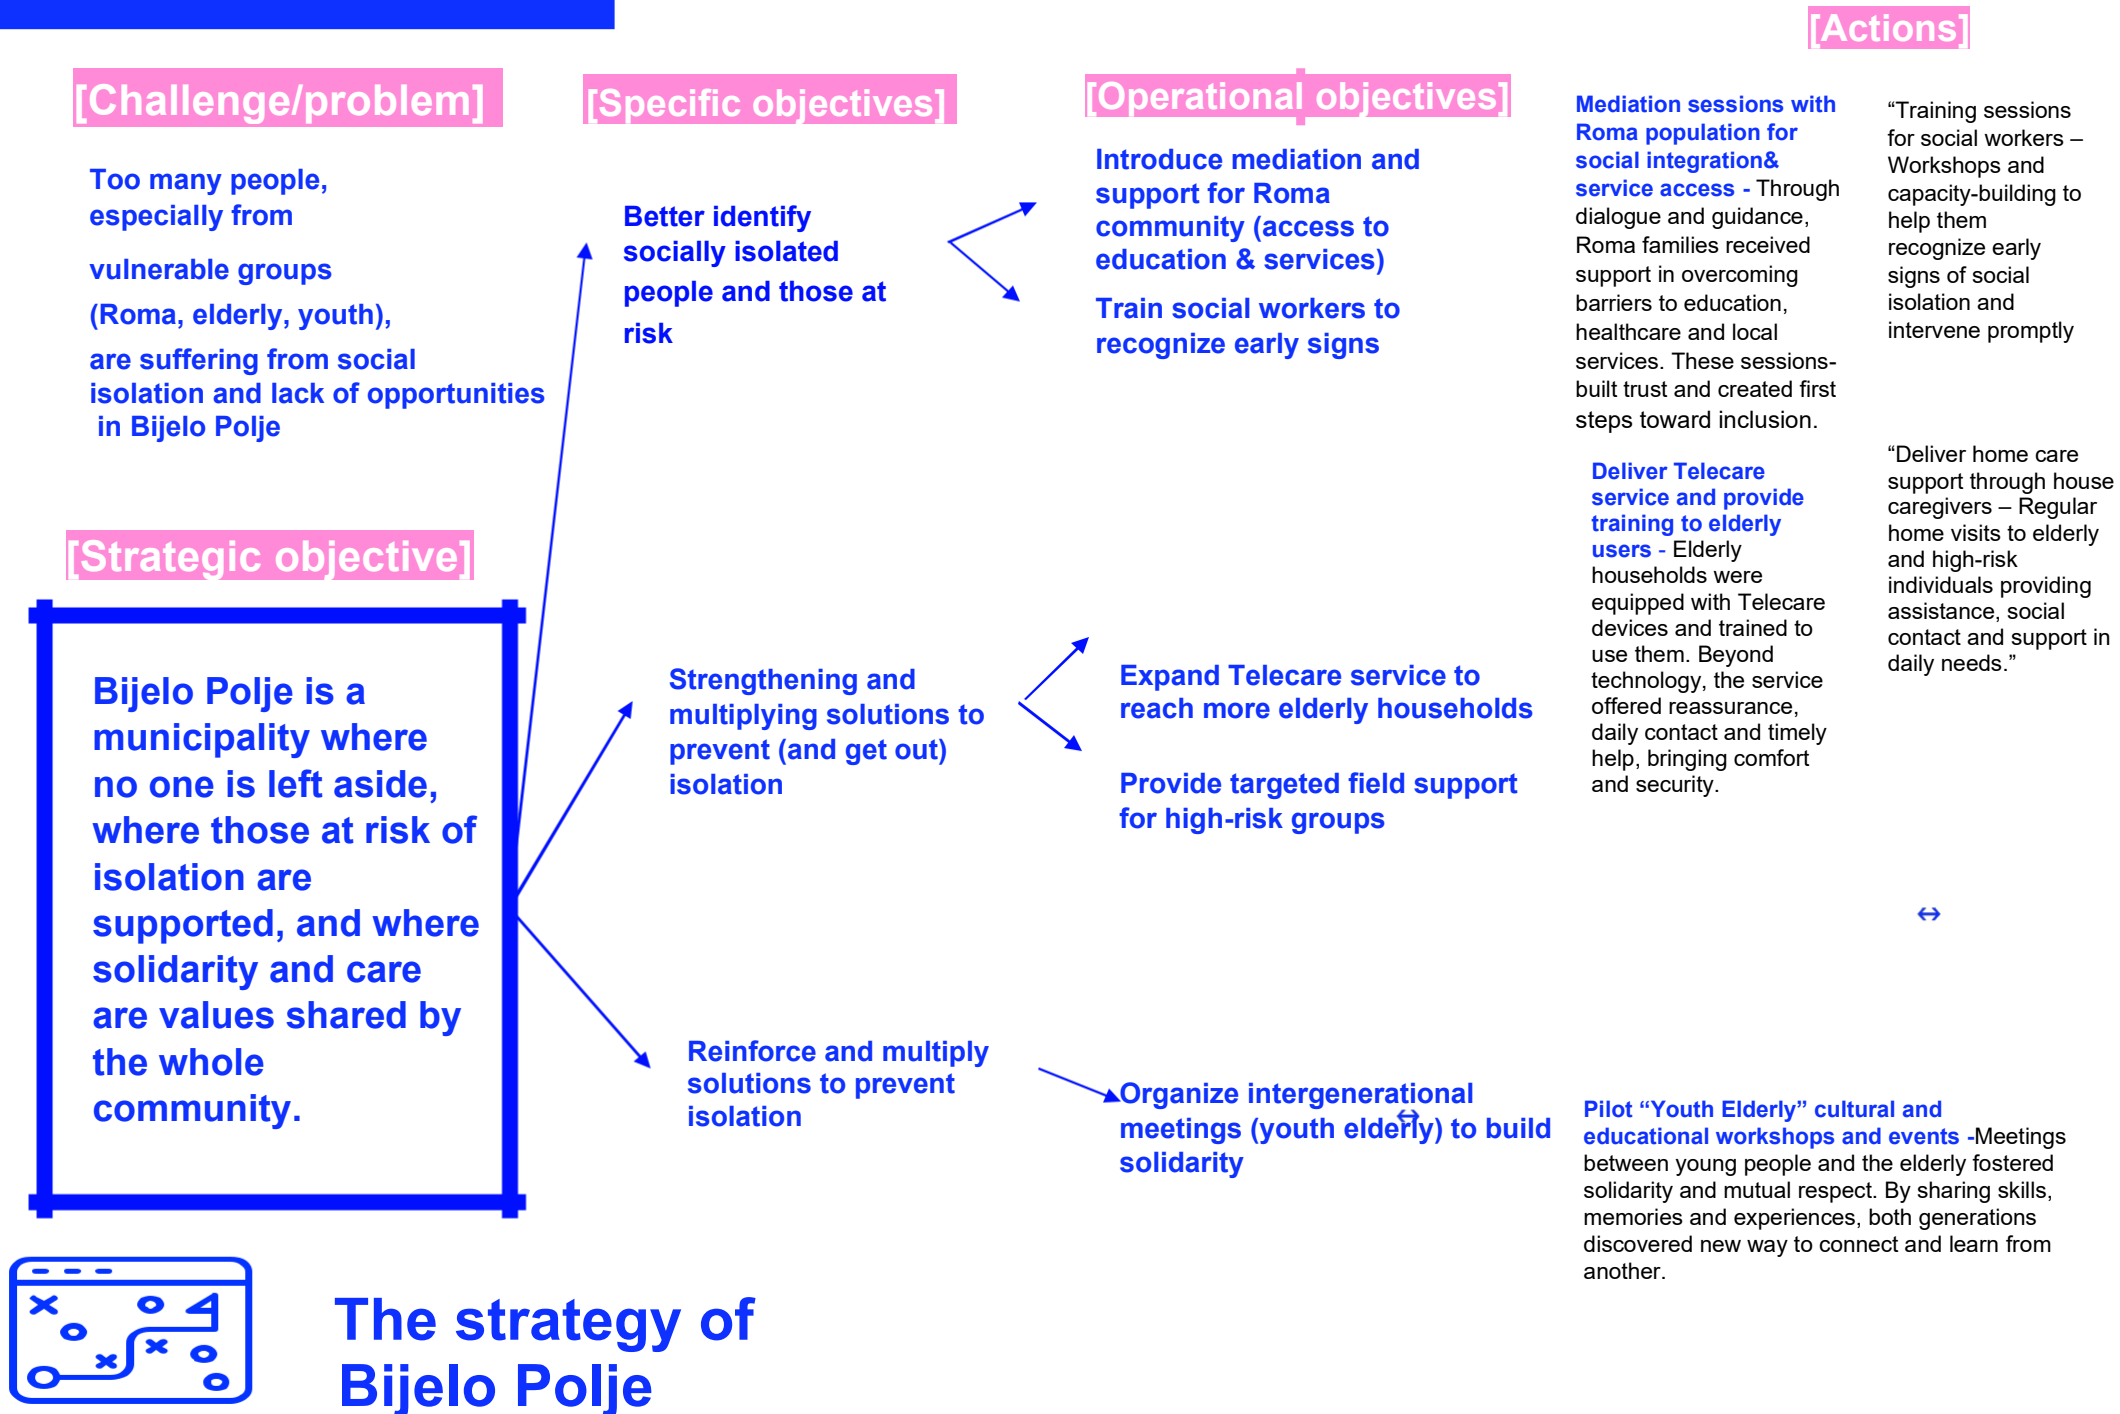 [Actions]
[Challenge/problem]
[Specific objectives]
[Operational objectives]
Too many people,
especially from
vulnerable groups
(Roma, elderly, youth),
are suffering from social
isolation and lack of opportunities
in Bijelo Polje
[Strategic objective]
Bijelo Polje is a
municipality where
no one is left aside,
where those at risk of
isolation are
supported, and where
solidarity and care
are values shared by
the whole
community.
Better identify
socially isolated
people and those at
risk
Strengthening and
multiplying solutions to
prevent (and get out)
isolation
Reinforce and multiply
solutions to prevent
isolation
Introduce mediation and
support for Roma
community (access to
education & services)
Train social workers to
recognize early signs
Expand Telecare service to
reach more elderly households
Provide targeted field support
for high-risk groups
Organize intergenerational
meetings (youth elderly) to build
solidarity
Mediation sessions with
Roma population for
social integration&
service access - Through
dialogue and guidance,
Roma families received
support in overcoming
barriers to education,
healthcare and local
services. These sessions-
built trust and created first
steps toward inclusion.
“Training sessions
for social workers –
Workshops and
capacity-building to
help them
recognize early
signs of social
isolation and
intervene promptly
Deliver Telecare
service and provide
training to elderly
users - Elderly
households were
equipped with Telecare
devices and trained to
use them. Beyond
technology, the service
offered reassurance,
daily contact and timely
help, bringing comfort
and security.
“Deliver home care
support through house
caregivers – Regular
home visits to elderly
and high-risk
individuals providing
assistance, social
contact and support in
daily needs.”
Pilot “Youth Elderly” cultural and
educational workshops and events -Meetings
between young people and the elderly fostered
solidarity and mutual respect. By sharing skills,
memories and experiences, both generations
discovered new way to connect and learn from
another.
The strategy of
Bijelo Polje